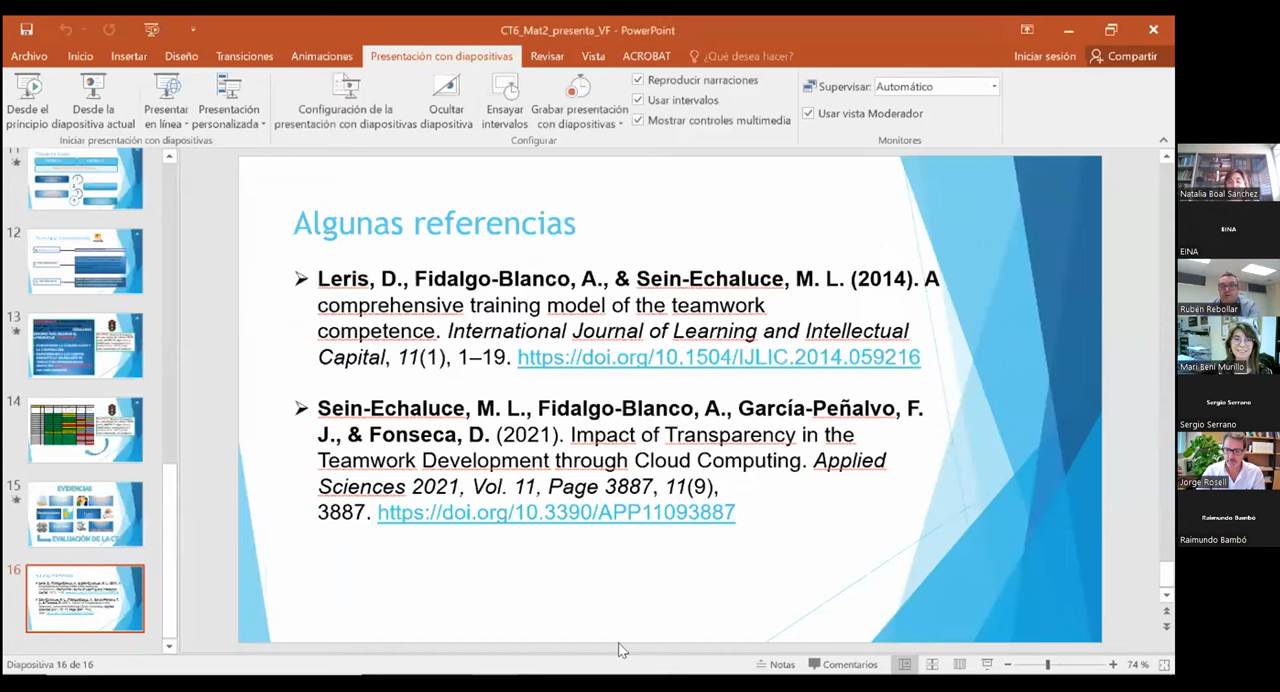 CT6_Mat2_presenta_VF - PowerPoint
Archivo Inicio Insertar Diseño Transiciones Animaciones Presentación con diapositivas Revisar Vista ACROBAT ¿Qué desea hacer? Iniciar sesión Compartir
Desde el principio
Desde la diapositiva actual
Presentar en línea
Presentación personalizada
Iniciar presentación con diapositivas
Configuración de la presentación con diapositivas
Ocultar diapositiva
Ensayar intervalos
Grabar presentación con diapositivas
Reproducir narraciones
Usar intervalos
Mostrar controles multimedia
Configurar
Supervisar: Automático
Usar vista Moderador
Monitores
11
12
13
14
15
EVIDENCIAS
16
Algunas referencias
Leris, D., Fidalgo-Blanco, A., & Sein-Echaluce, M. L. (2014). A
comprehensive training model of the teamwork
competence. International Journal of Learning and Intellectual
Capital, 11(1), 1–19. https://doi.org/10.1504/IJLIC.2014.059216
Sein-Echaluce, M. L., Fidalgo-Blanco, A., García-Peñalvo, F.
J., & Fonseca, D. (2021). Impact of Transparency in the
Teamwork Development through Cloud Computing. Applied
Sciences 2021, Vol. 11, Page 3887, 11(9),
3887. https://doi.org/10.3390/APP11093887
Diapositiva 16 de 16
Notas Comentarios 74 %
Natalia Boal Sánchez
EINA
EINA
Rubén Rebollar
Mari Beni Murillo
Sergio Serrano
Sergio Serrano
Jorge Rosell
Raimundo Bambó
Raimundo Bambó